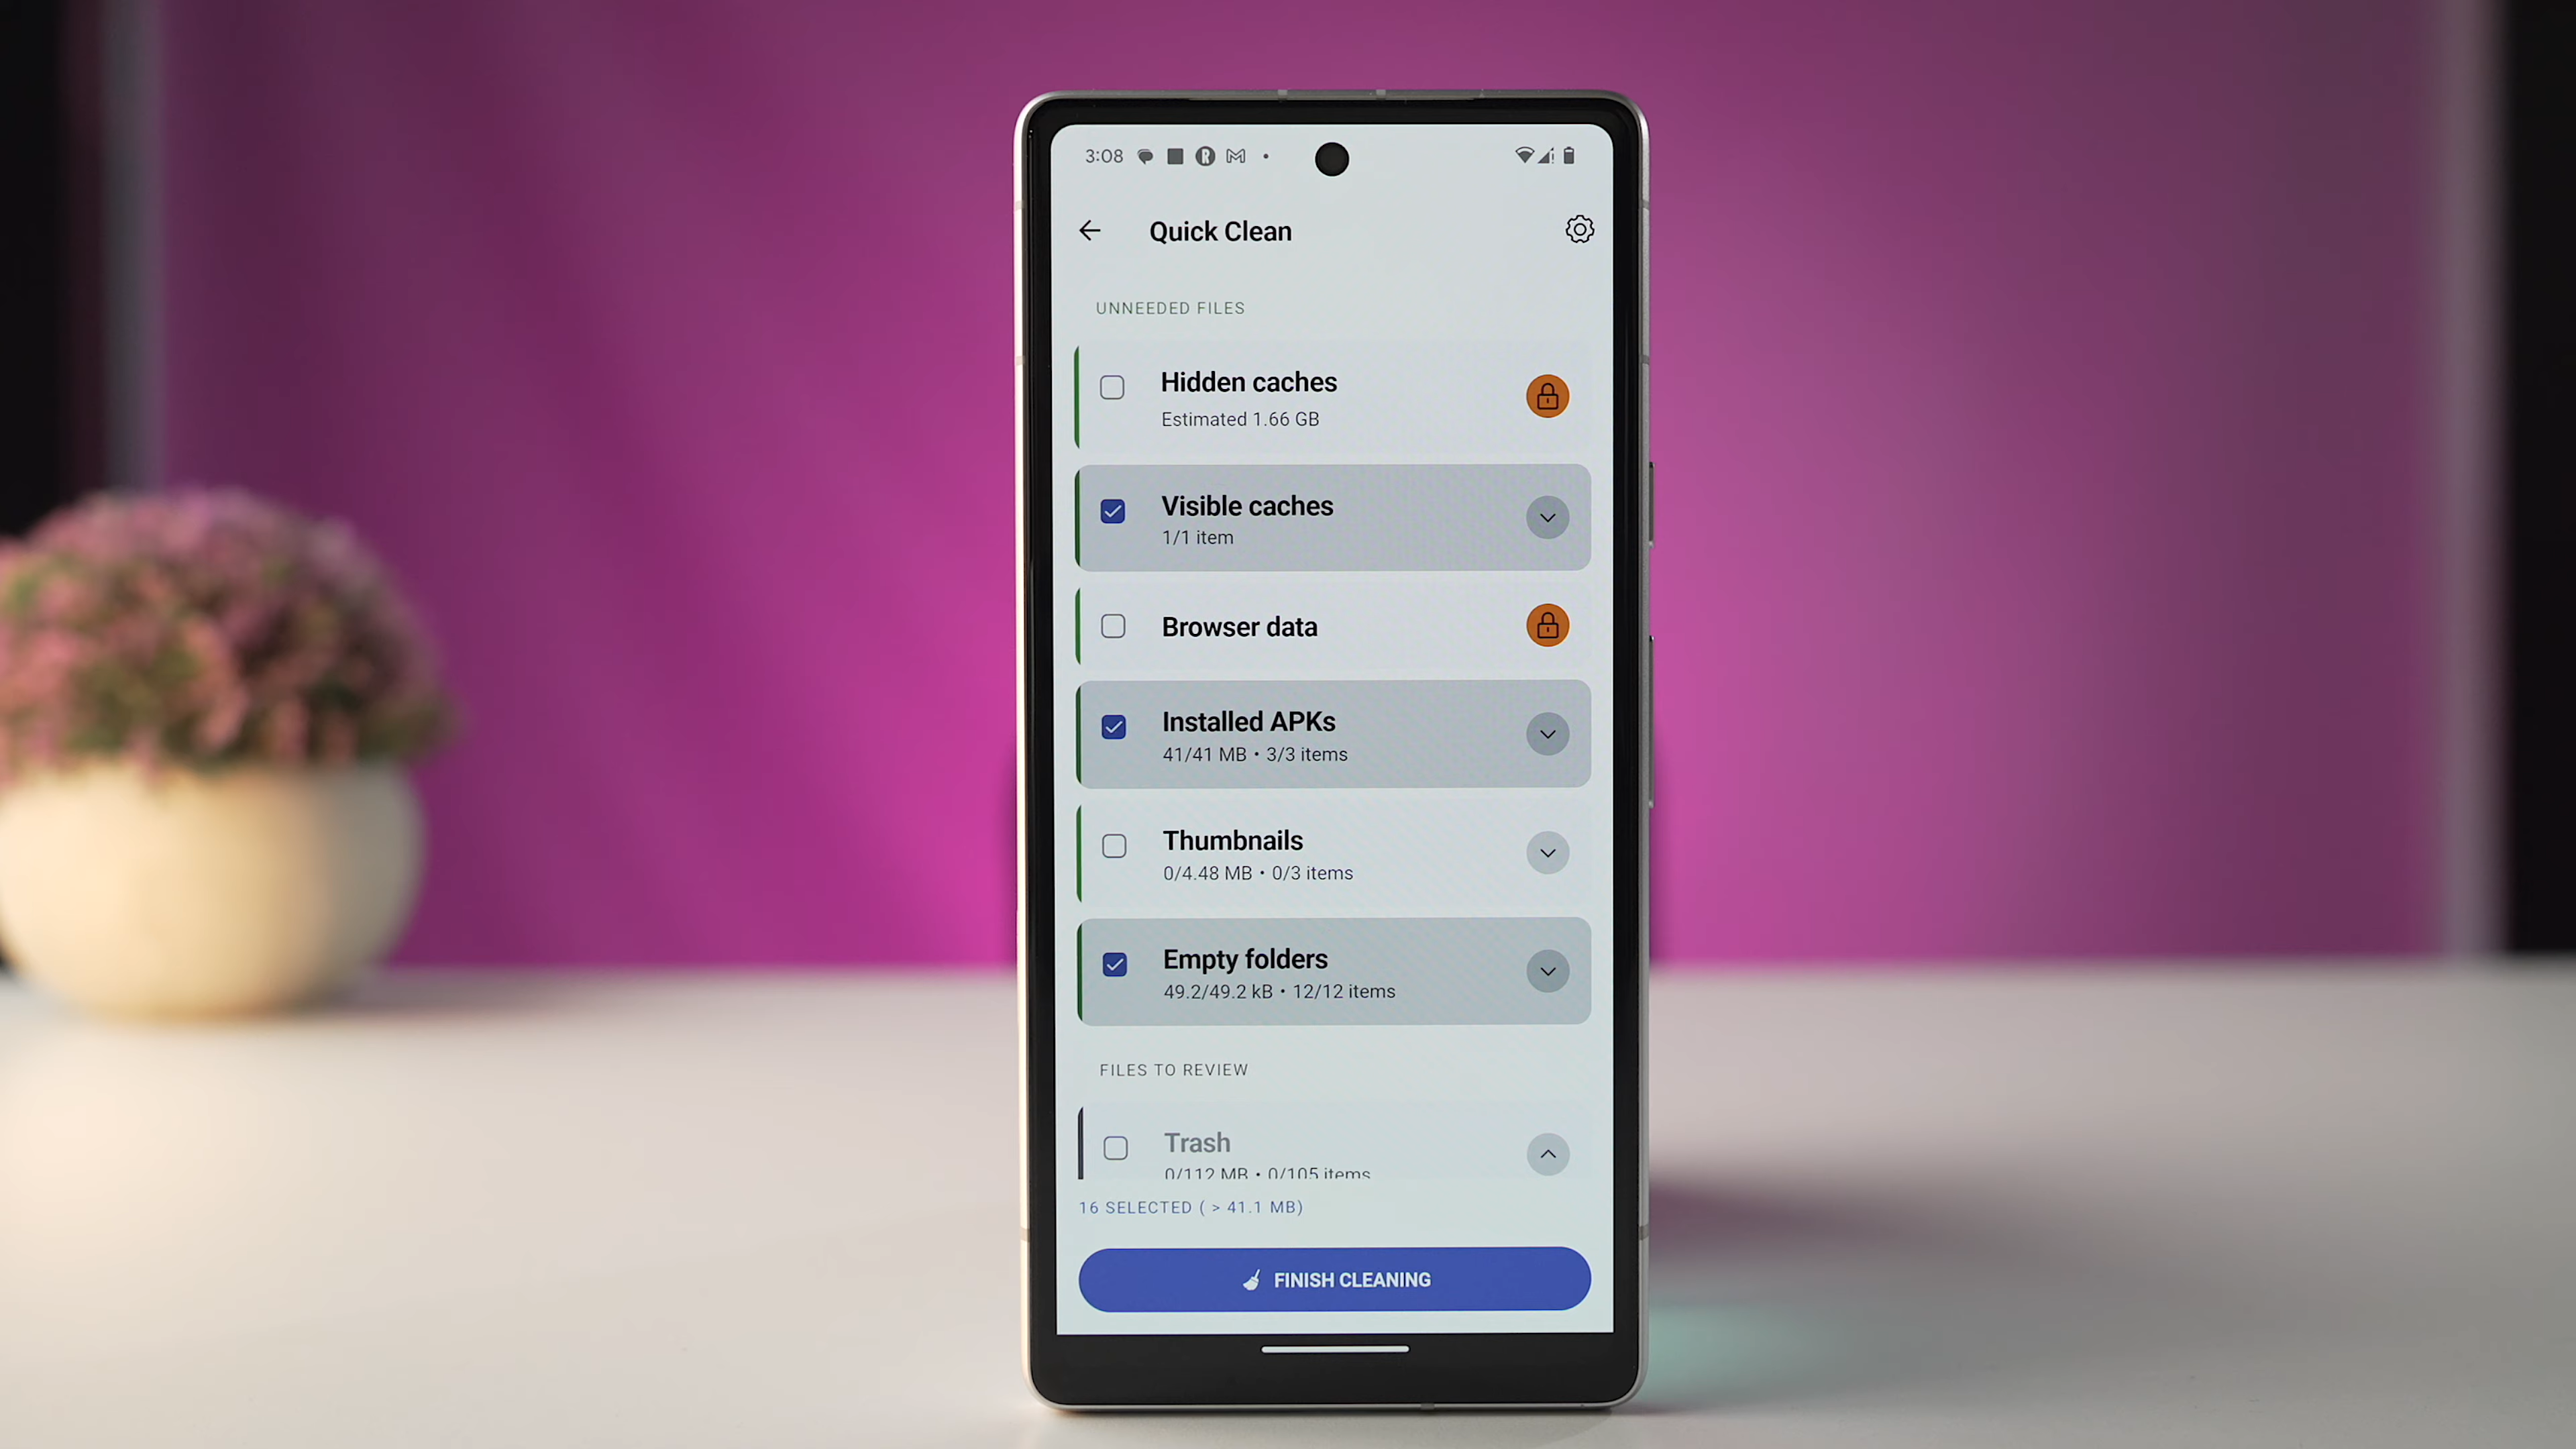 3:08
Quick Clean
UNNEEDED FILES
Hidden caches
Estimated 1.66 GB
Visible caches
1/1 item
Browser data
Installed APKs
41/41 MB • 3/3 items
Thumbnails
0/4.48 MB • 0/3 items
Empty folders
49.2/49.2 kB • 12/12 items
FILES TO REVIEW
Trash
0/112 MB • 0/105 items
16 SELECTED ( > 41.1 MB)
FINISH CLEANING